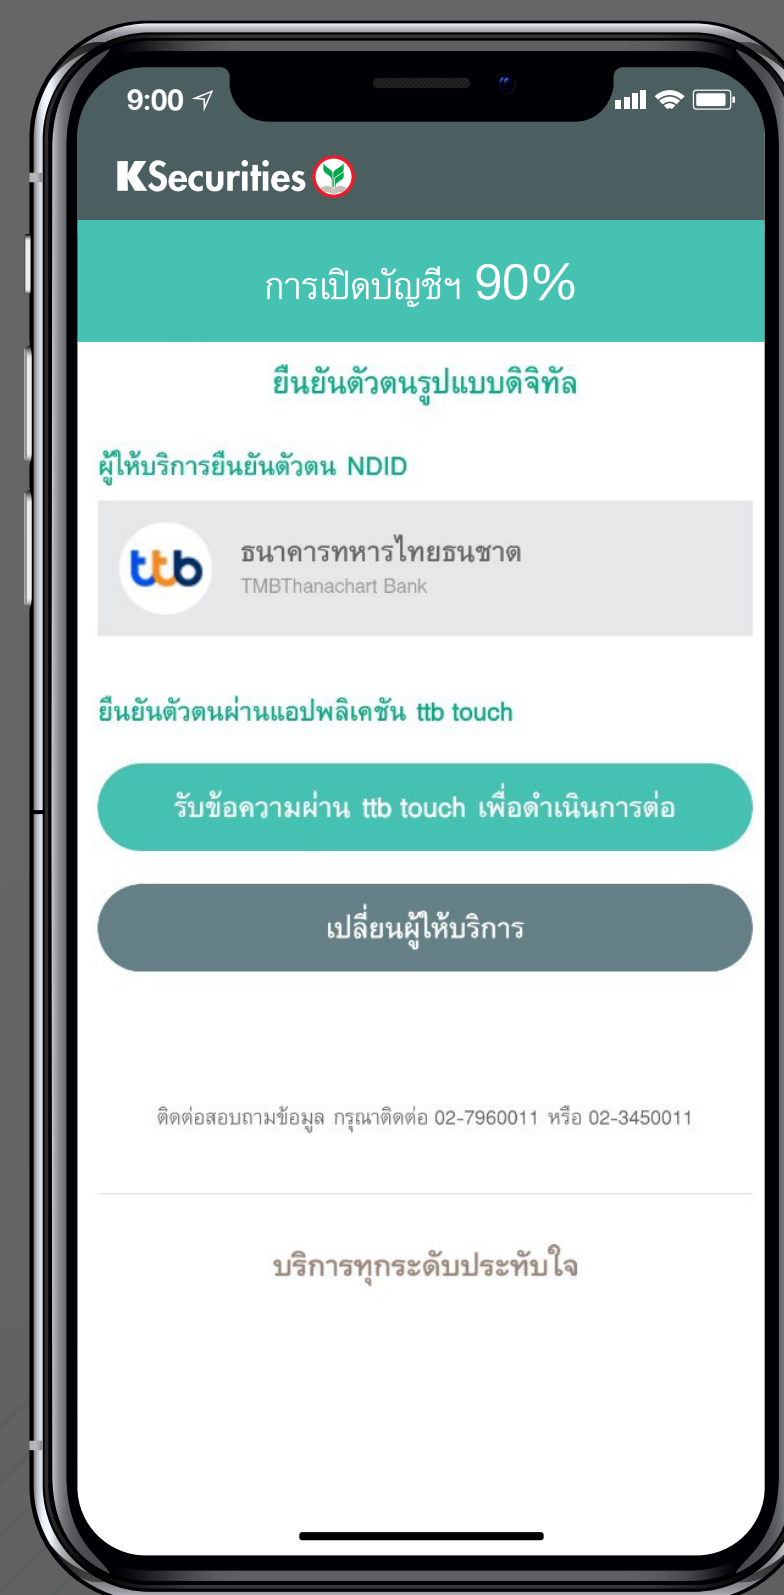 9:00
KSecurities
การเปิดบัญชีฯ 90%
ยืนยันตัวตนรูปแบบดิจิทัล
ผู้ให้บริการยืนยันตัวตน NDID
ttb
ธนาคารทหารไทยธนชาต
TMBThanachart Bank
ยืนยันตัวตนผ่านแอปพลิเคชัน ttb touch
รับข้อความผ่าน ttb touch เพื่อดำเนินการต่อ
เปลี่ยนผู้ให้บริการ
ติดต่อสอบถามข้อมูล กรุณาติดต่อ 02-7960011 หรือ 02-3450011
บริการทุกระดับประทับใจ